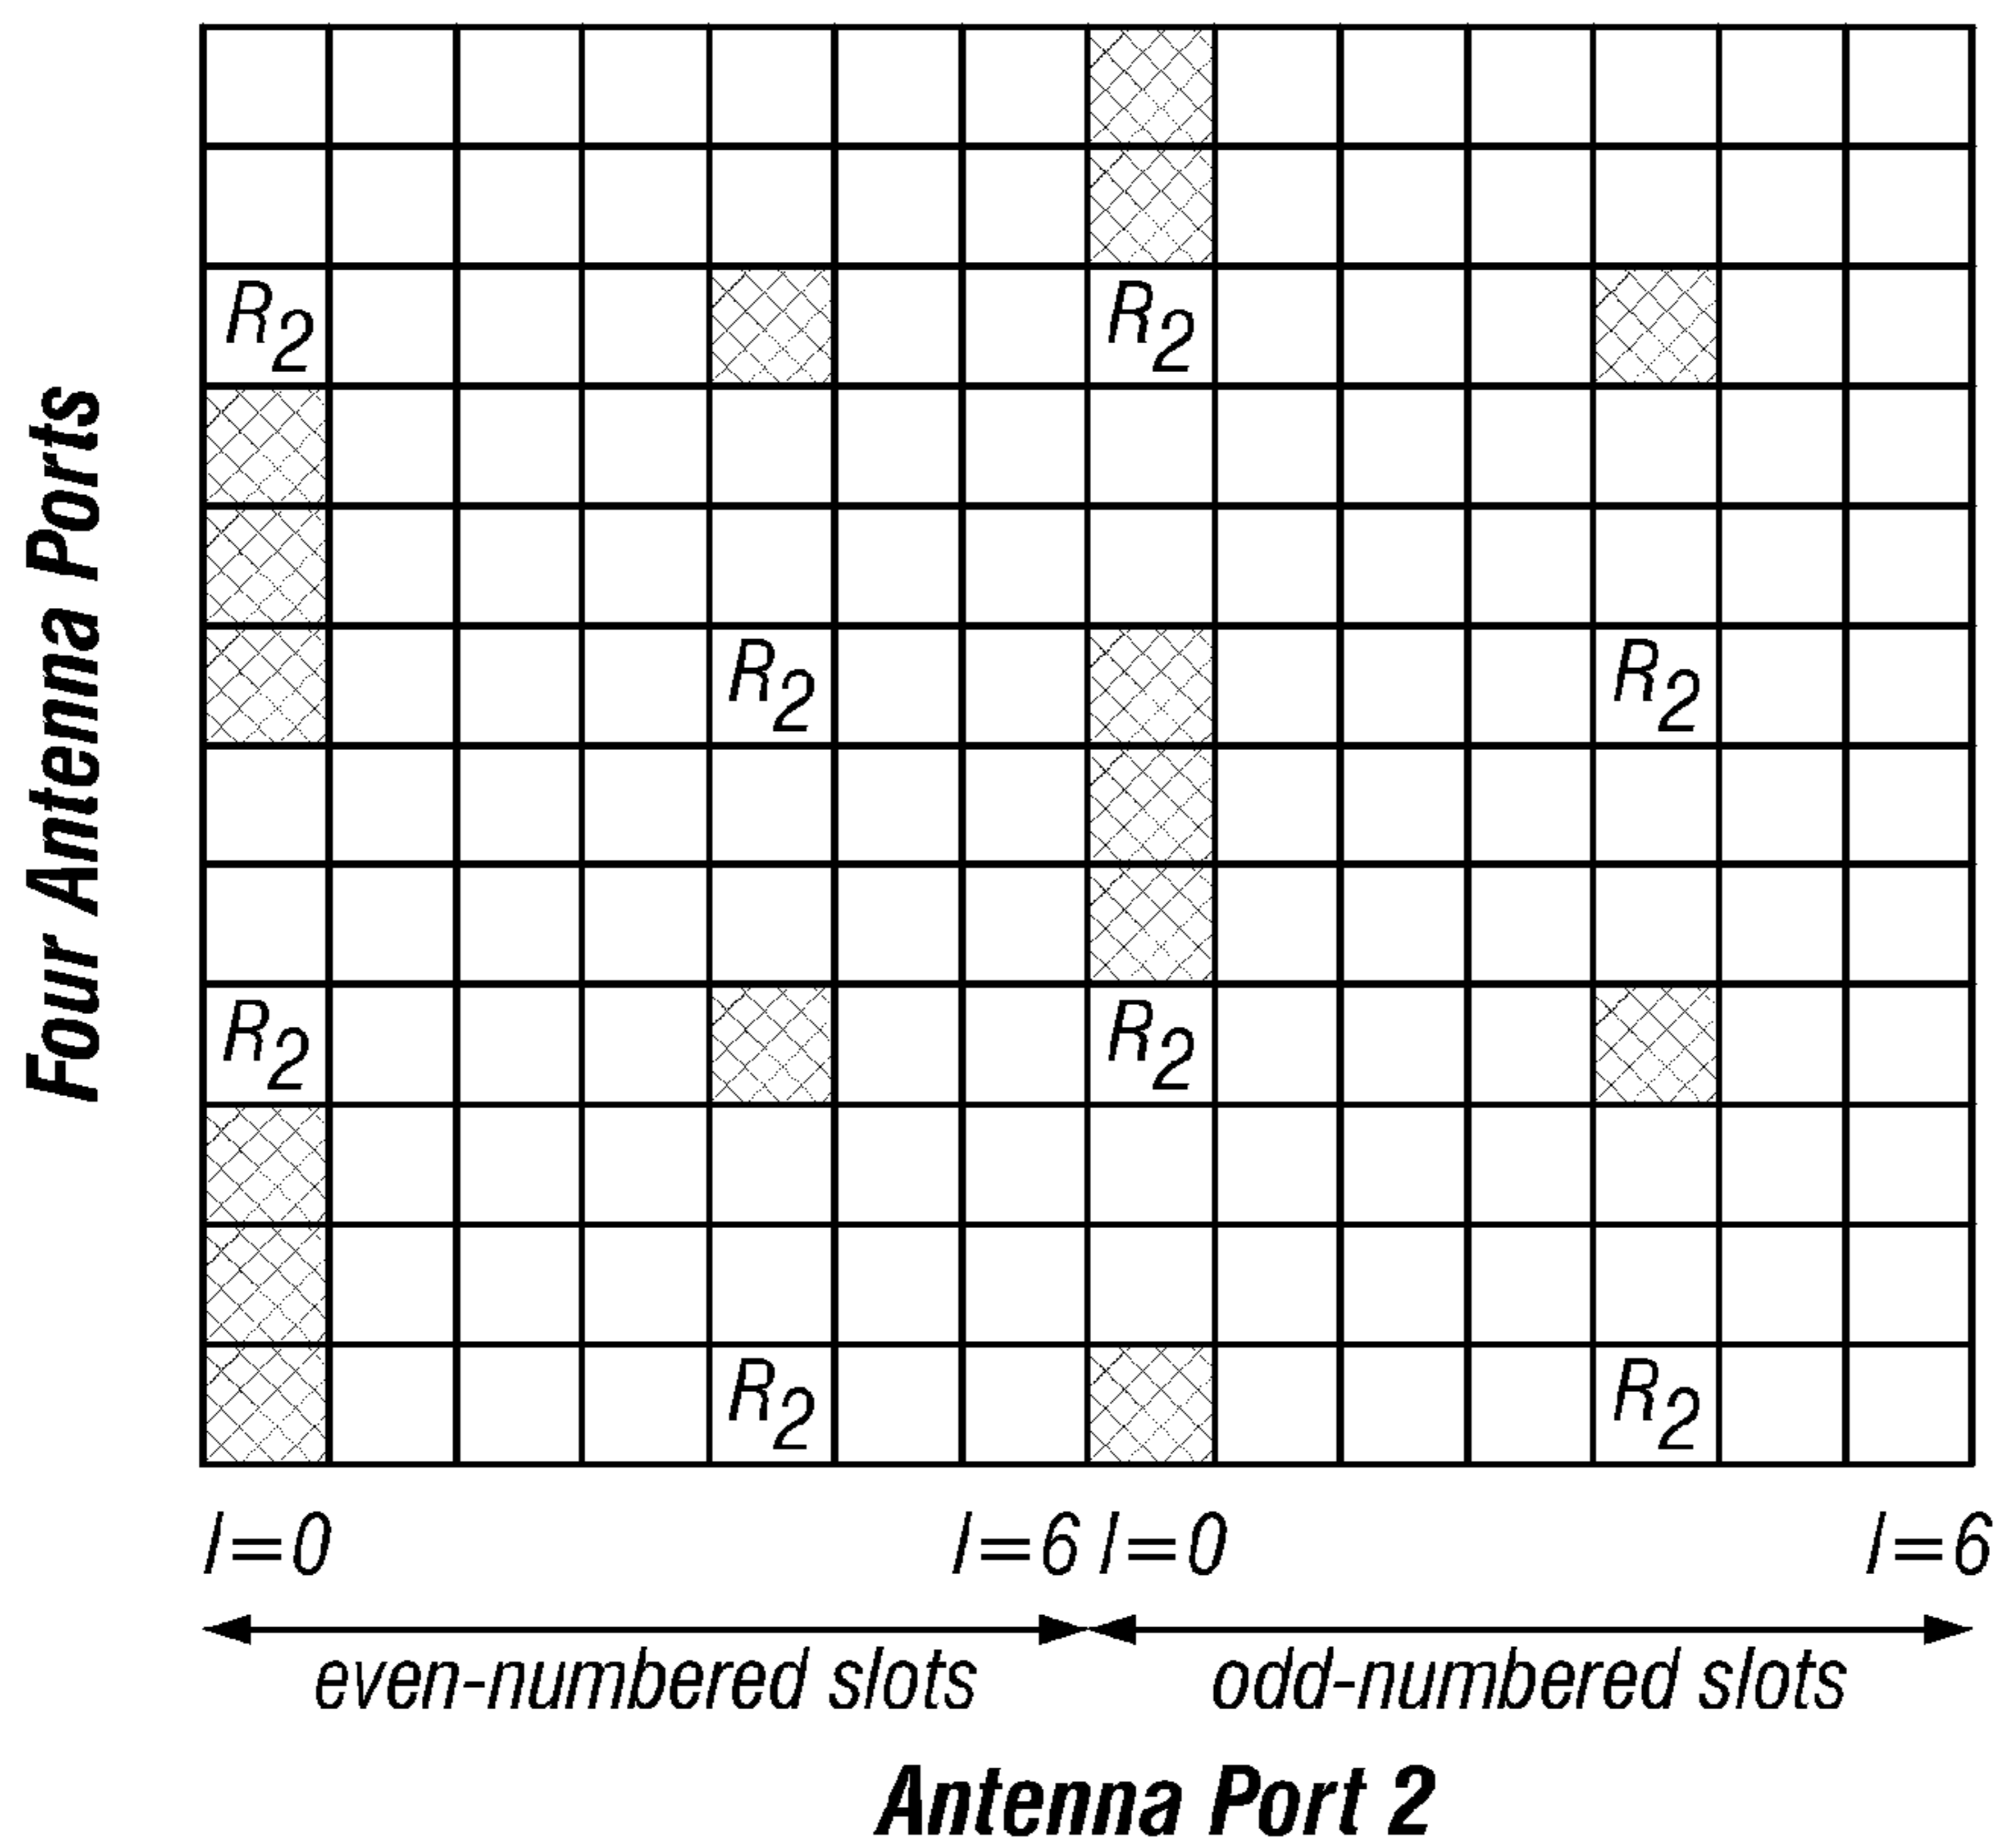 Four Antenna Ports
R2 R2
R2 R2
R2 R2
R2 R2
l=0 l=6 l=0 l=6
even-numbered slots odd-numbered slots
Antenna Port 2